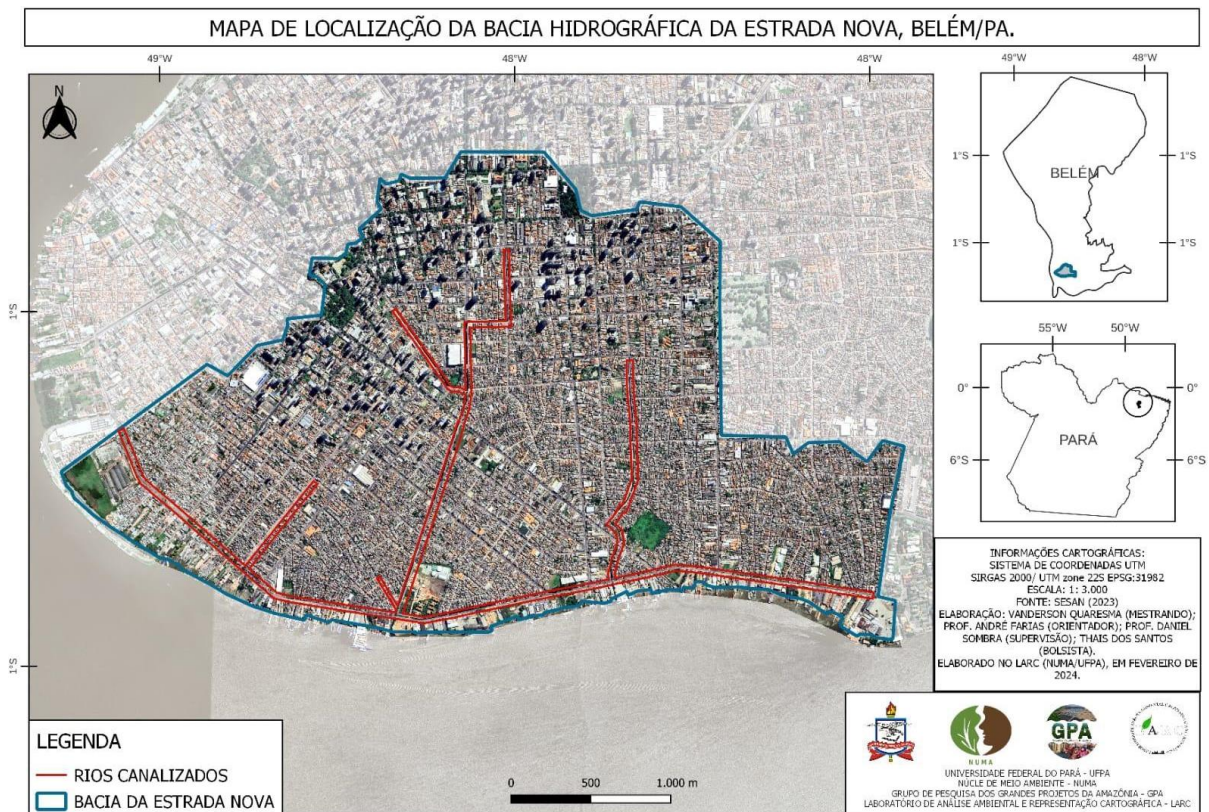 MAPA DE LOCALIZAÇÃO DA BACIA HIDROGRÁFICA DA ESTRADA NOVA, BELÉM/PA.
49°W
48°W
48°W
N
1°S
1°S
49°W
48°W
1°S
1°S
BELÉM
1°S
1°S
55°W
50°W
0°
0°
PARÁ
6°S
6°S
INFORMAÇÕES CARTOGRÁFICAS:
SISTEMA DE COORDENADAS UTM
SIRGAS 2000/ UTM zone 22S EPSG:31982
ESCALA: 1: 3.000
FONTE: SESAN (2023)
ELABORAÇÃO: VANDERSON QUARESMA (MESTRANDO);
PROF. ANDRÉ FARIAS (ORIENTADOR); PROF. DANIEL
SOMBRA (SUPERVISÃO); THAIS DOS SANTOS
(BOLSISTA).
ELABORADO NO LARC (NUMA/UFPA), EM FEVEREIRO DE
2024.
LEGENDA
RIOS CANALIZADOS
BACIA DA ESTRADA NOVA
0 500 1.000 m
NUMA
GPA
UNIVERSIDADE FEDERAL DO PARÁ - UFPA
NÚCLE DE MEIO AMBIENTE - NUMA
GRUPO DE PESQUISA DOS GRANDES PROJETOS DA AMAZÔNIA - GPA
LABORATÓRIO DE ANÁLISE AMBIENTAL E REPRESENTAÇÃO CARTOGRÁFICA - LARC